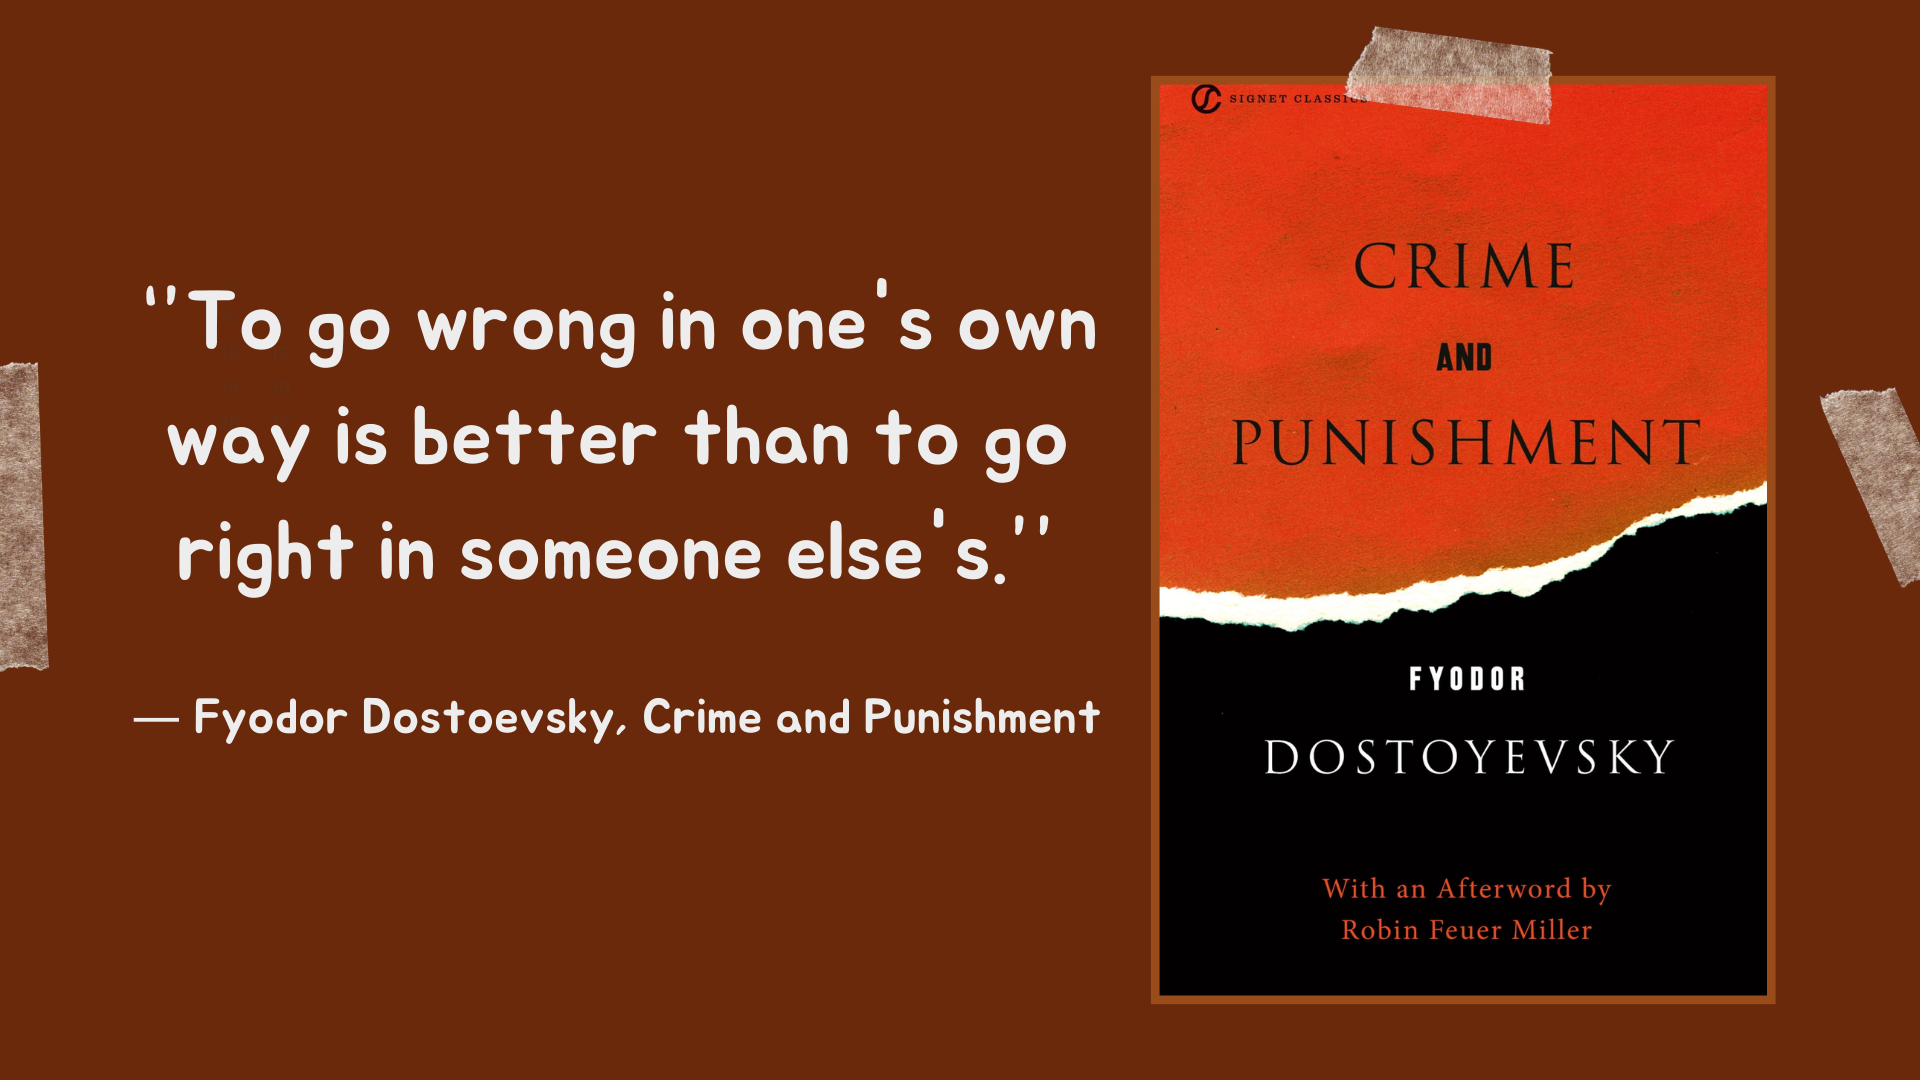 "To go wrong in one's own
way is better than to go
right in someone else's."
— Fyodor Dostoevsky, Crime and Punishment
SIGNET CLASSICS
CRIME
AND
PUNISHMENT
FYODOR
DOSTOYEVSKY
With an Afterword by
Robin Feuer Miller